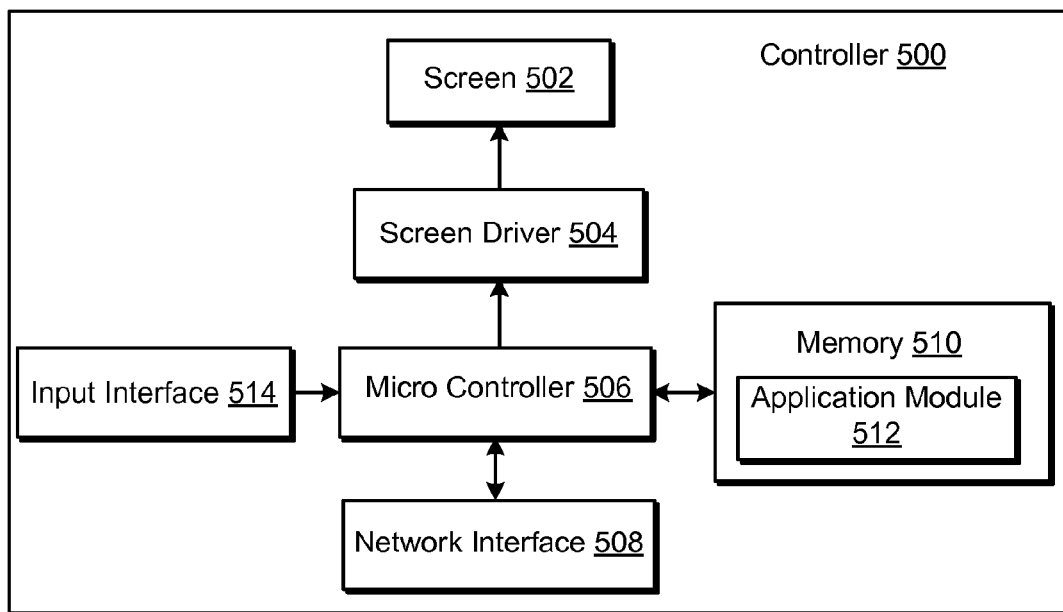 Controller 500
Screen 502
Screen Driver 504
Memory 510
Input Interface 514
Micro Controller 506
Application Module
512
Network Interface 508